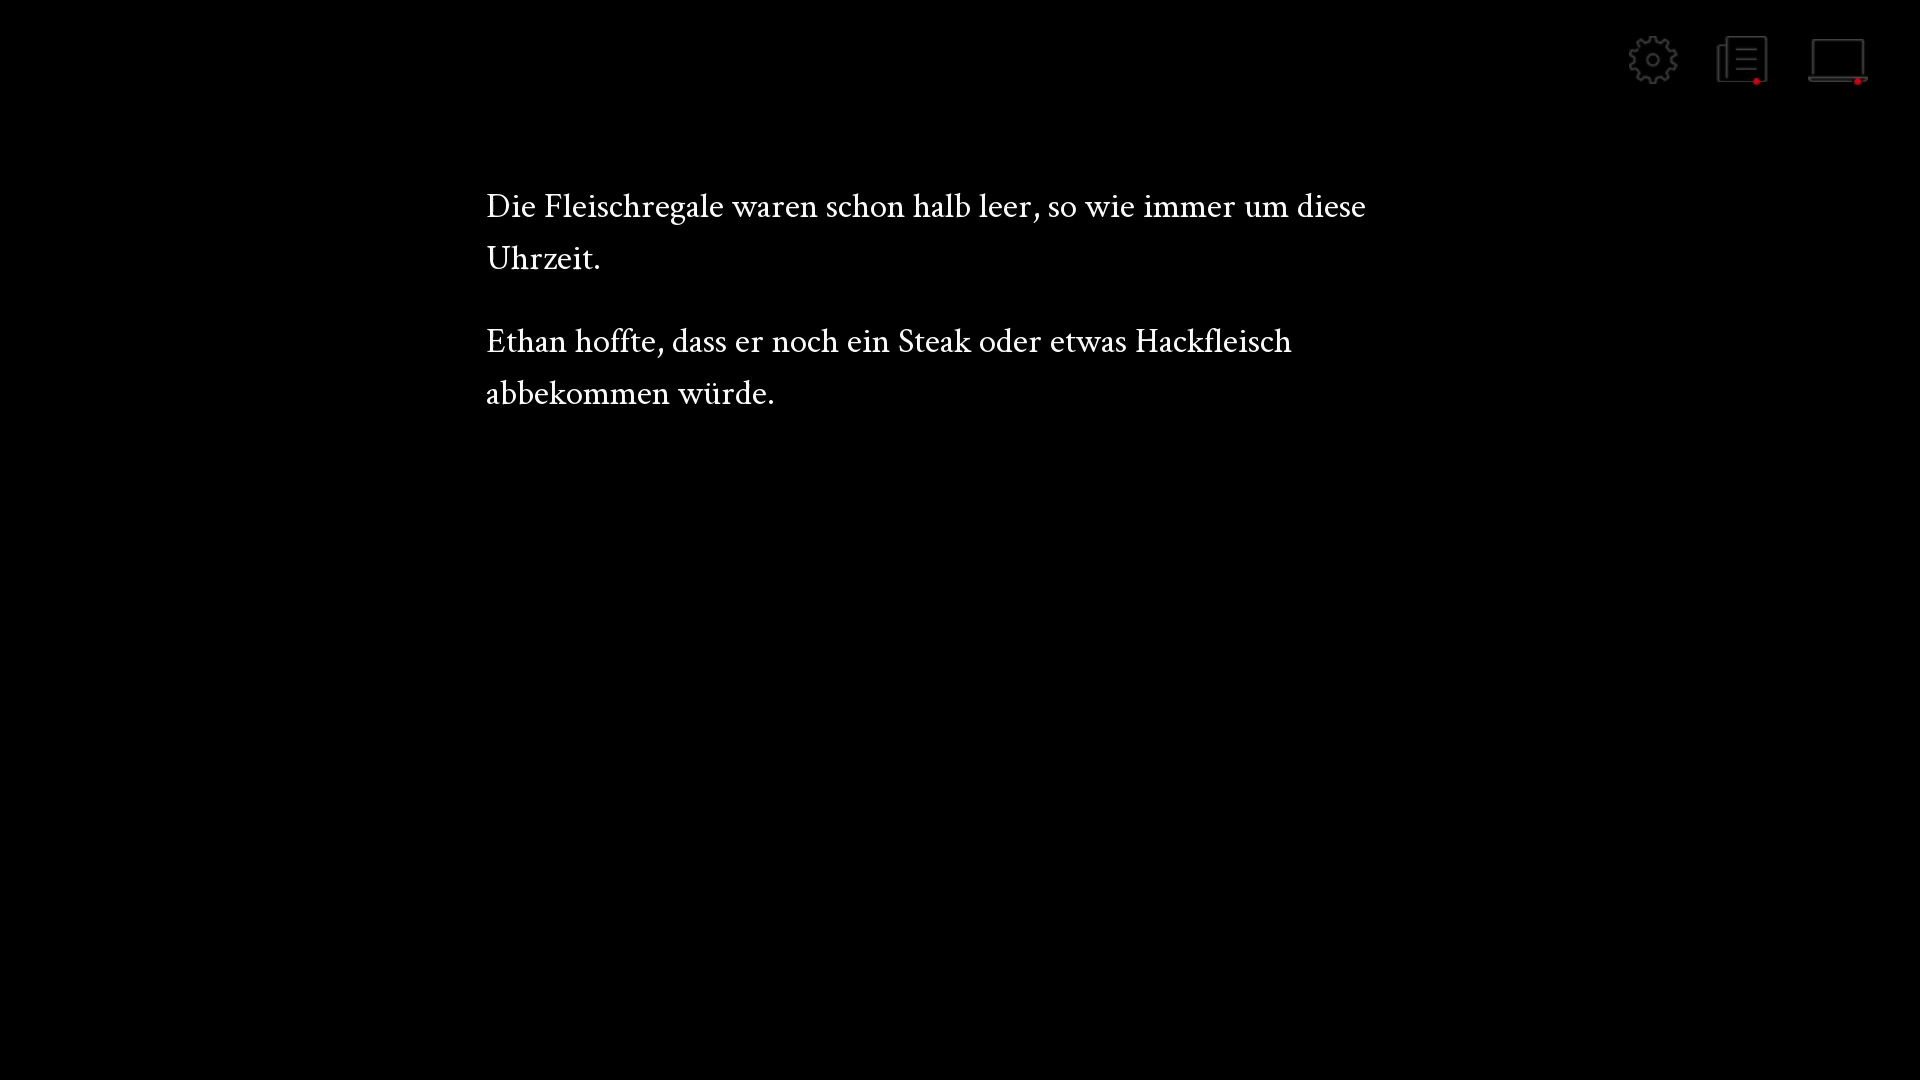 Die Fleischregale waren schon halb leer, so wie immer um diese
Uhrzeit.
Ethan hoffte, dass er noch ein Steak oder etwas Hackfleisch
abbekommen würde.